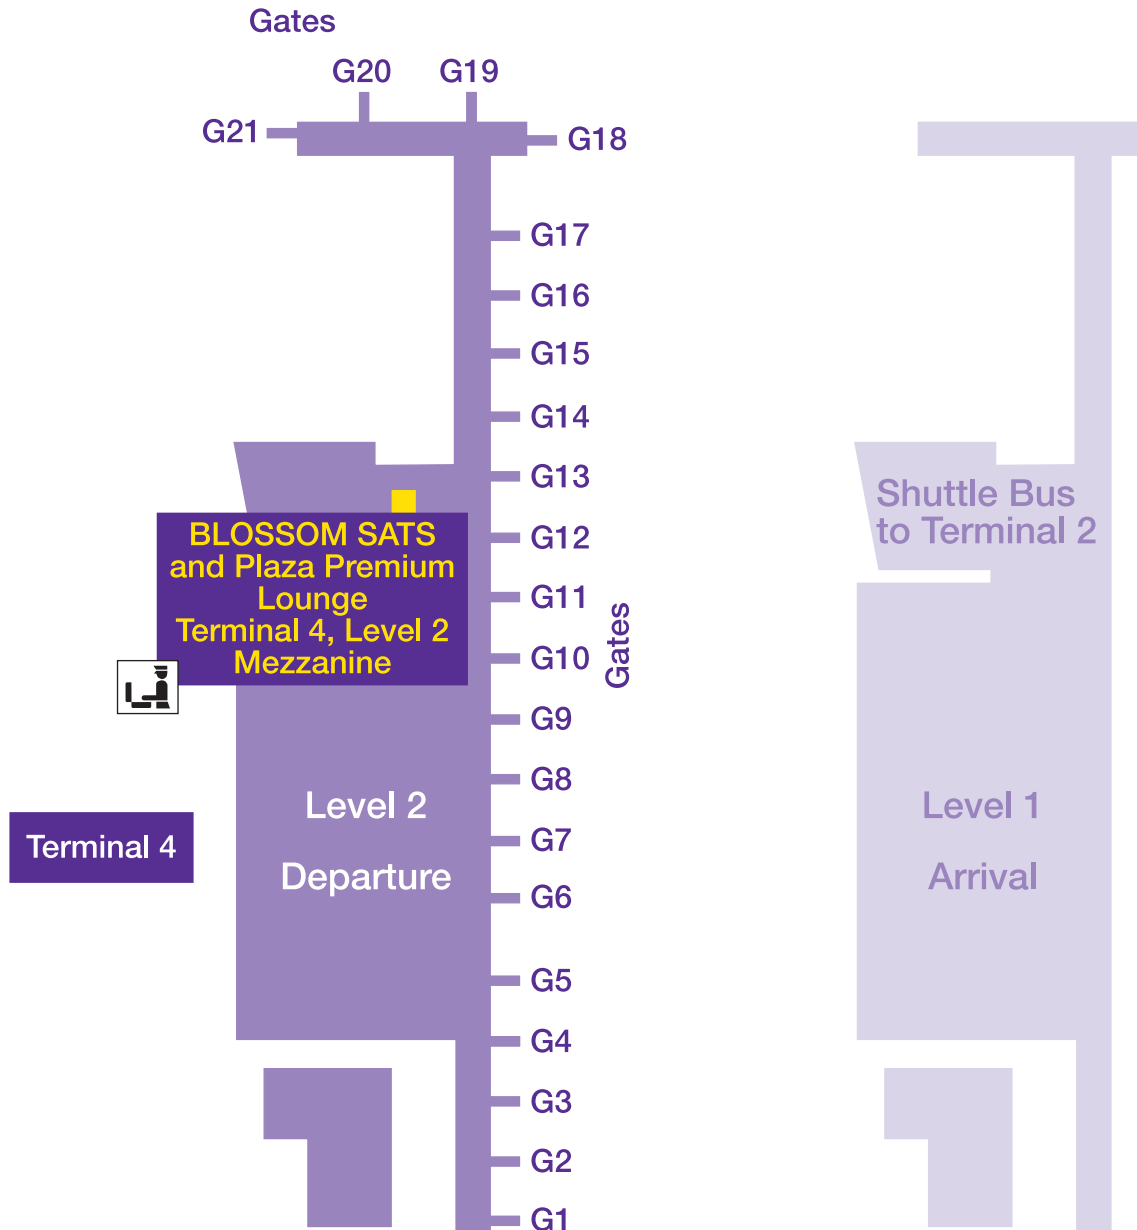 Gates
G20
G19
G21
G18
G17
G16
G15
G14
G13
Shuttle Bus
to Terminal 2
BLOSSOM SATS
and Plaza Premium
Lounge
Terminal 4, Level 2
Mezzanine
G12
G11
G10
Gates
G9
G8
Level 2
Level 1
Terminal 4
G7
Departure
Arrival
G6
G5
G4
G3
G2
G1